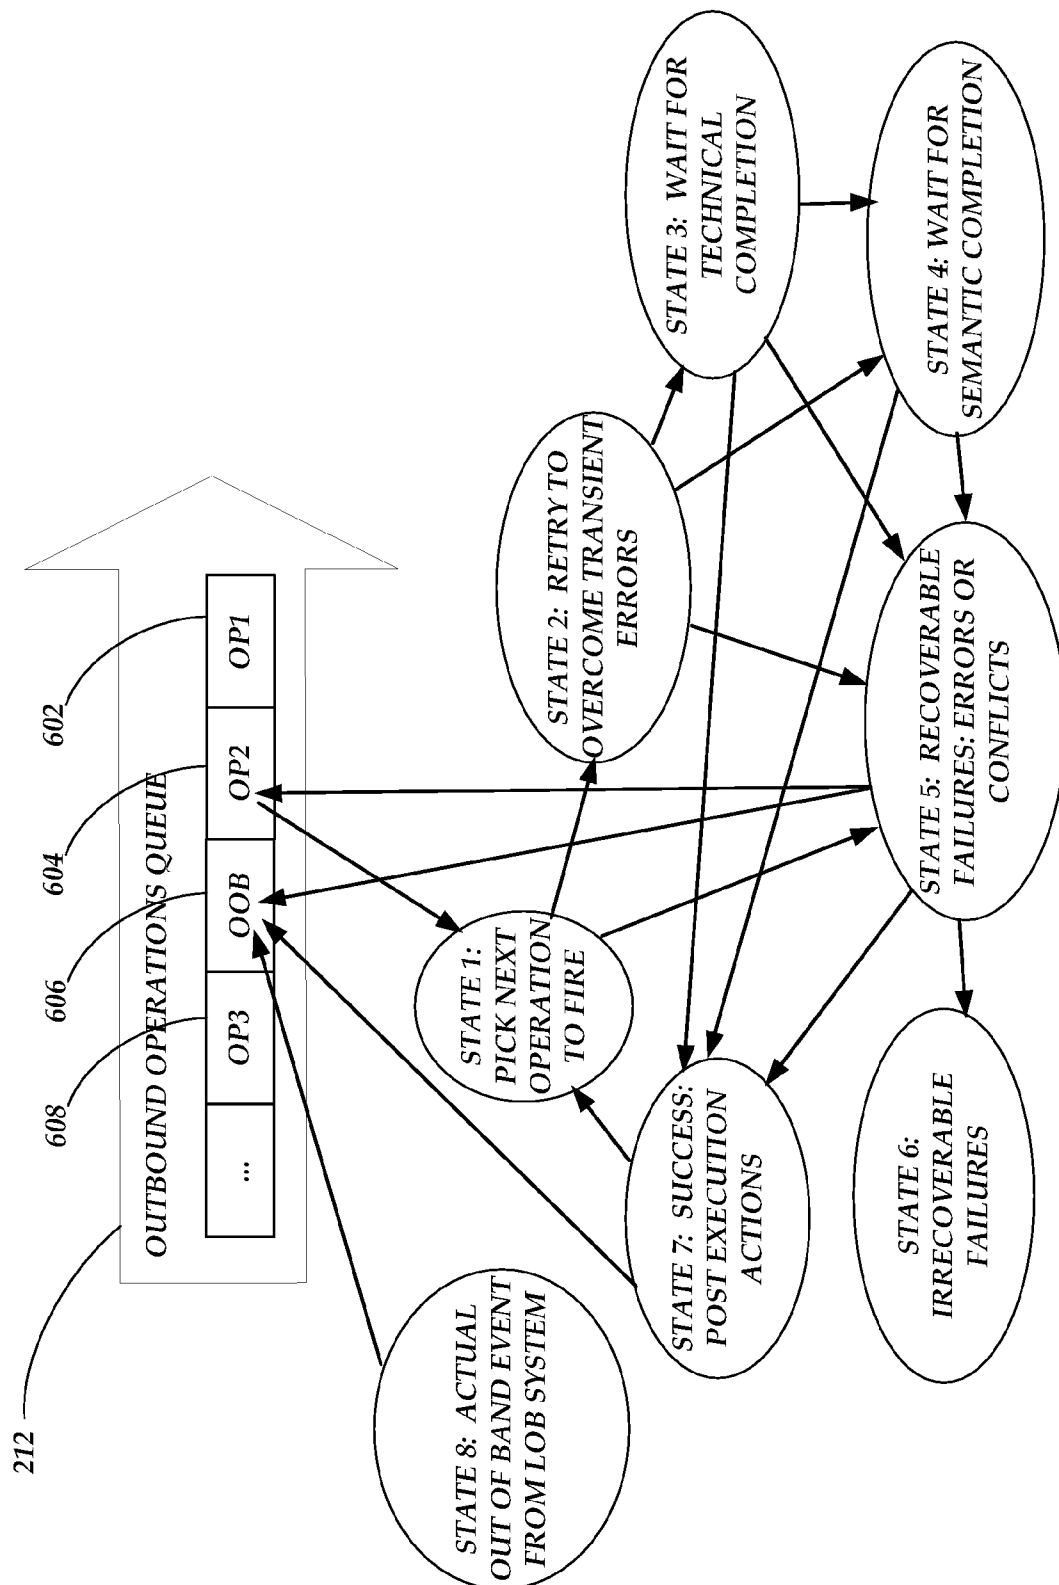 212
OUTBOUND OPERATIONS QUEUE
608
606
604
602
...
OP3
OOB
OP2
OP1
STATE 8: ACTUAL
OUT OF BAND EVENT
FROM LOB SYSTEM
STATE 1:
PICK NEXT
OPERATION
TO FIRE
STATE 2: RETRY TO
OVERCOME TRANSIENT
ERRORS
STATE 3: WAIT FOR
TECHNICAL
COMPLETION
STATE 7: SUCCESS:
POST EXECUTION
ACTIONS
STATE 6:
IRRECOVERABLE
FAILURES
STATE 5: RECOVERABLE
FAILURES: ERRORS OR
CONFLICTS
STATE 4: WAIT FOR
SEMANTIC COMPLETION